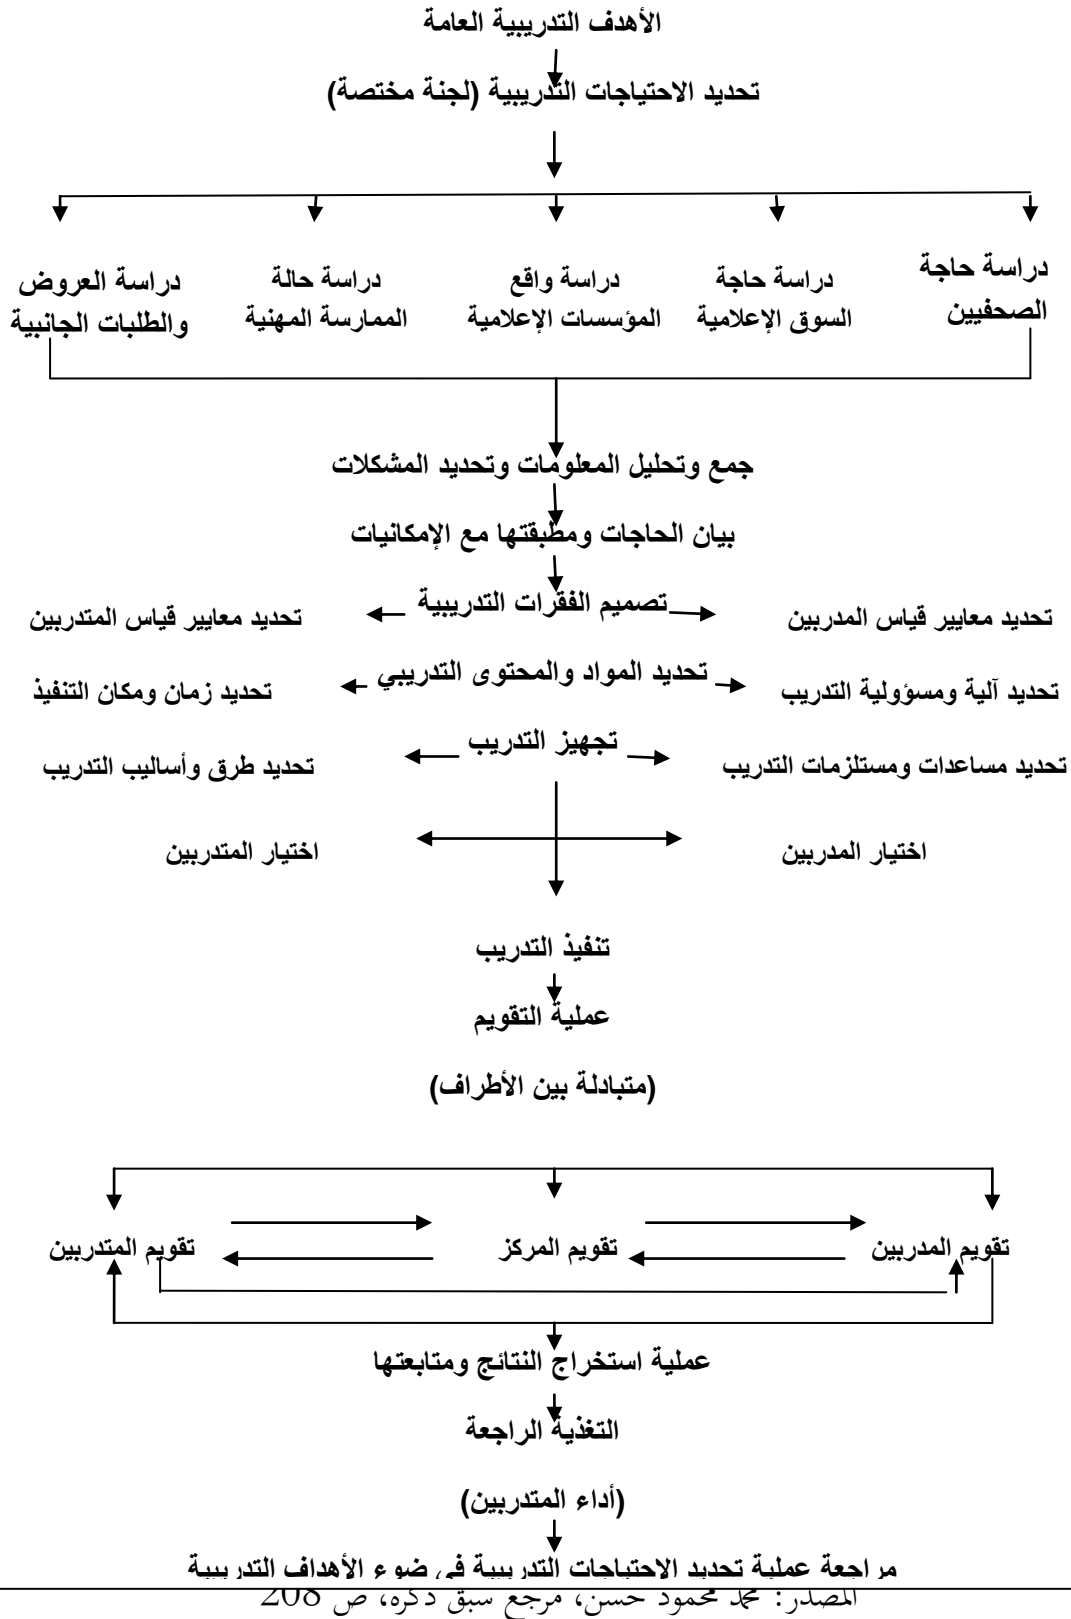 الأهدف التدريبية العامة
تحديد الاحتياجات التدريبية (لجنة مختصة)
دراسة حاجة
الصحفيين
دراسة حاجة
السوق الإعلامية
دراسة واقع
المؤسسات الإعلامية
دراسة حالة
الممارسة المهنية
دراسة العروض
والطلبات الجانبية
جمع وتحليل المعلومات وتحديد المشكلات
بيان الحاجات ومطبقتها مع الإمكانيات
تصميم الفقرات التدريبية
تحديد معايير قياس المدربين
تحديد معايير قياس المتدربين
تحديد المواد والمحتوى التدريبي
تحديد آلية ومسؤولية التدريب
تحديد زمان ومكان التنفيذ
تجهيز التدريب
تحديد مساعدات ومستلزمات التدريب
تحديد طرق وأساليب التدريب
اختيار المدربين
اختيار المتدربين
تنفيذ التدريب
عملية التقويم
(متبادلة بين الأطراف)
تقويم المدربين
تقويم المركز
تقويم المتدربين
عملية استخراج النتائج ومتابعتها
التغذية الراجعة
(أداء المتدربين)
مراجعة عملية تحديد الاحتياجات التدريبية في ضوء الأهداف التدريبية
المصدر: محمد محمود حسن، مرجع سبق ذكره، ص 208